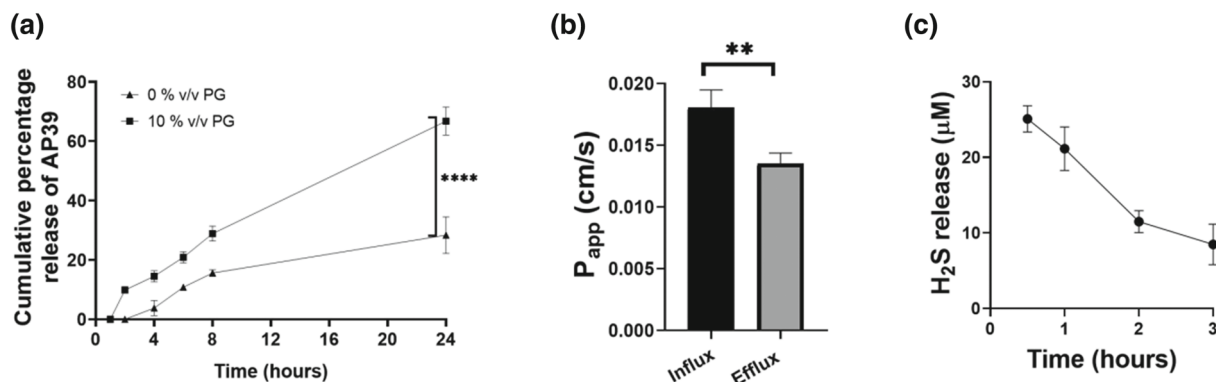 (a)
Cumulative percentage
release of AP39
80
60
40
20
0
0 % v/v PG
10 % v/v PG
****
0
4
8
12
16
20
24
Time (hours)
(b)
**
P_app (cm/s)
0.020
0.015
0.010
0.005
0.000
Influx
Efflux
(c)
H₂S release (μM)
30
20
10
0
0
1
2
3
Time (hours)